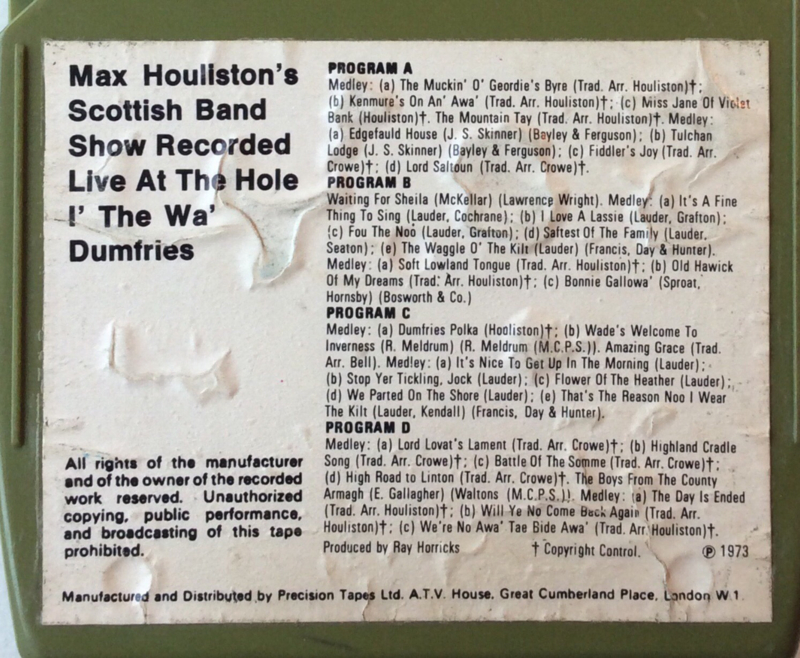 Max Houliston's
Scottish Band
Show Recorded
Live At The Hole
I' The Wa'
Dumfries
All rights of the manufacturer
and of the owner of the recorded
work reserved. Unauthorized
copying, public performance,
and broadcasting of this tape
prohibited.
PROGRAM A
Medley: (a) The Muckin' O' Geordie's Byre (Trad. Arr. Houliston)†;
(b) Kenmure's On An' Awa' (Trad. Arr. Houliston)†; (c) Miss Jane Of Violet
Bank (Houliston)†. The Mountain Tay (Trad. Arr. Houliston)†. Medley:
(a) Edgefauld House (J. S. Skinner) (Bayley & Ferguson); (b) Tulchan
Lodge (J. S. Skinner) (Bayley & Ferguson); (c) Fiddler's Joy (Trad. Arr.
Crowe)†; (d) Lord Saltoun (Trad. Arr. Crowe)†.
PROGRAM B
Waiting For Sheila (McKellar) (Lawrence Wright). Medley: (a) It's A Fine
Thing To Sing (Lauder, Cochrane); (b) I Love A Lassie (Lauder, Grafton);
(c) Fou The Noo (Lauder, Grafton); (d) Saftest Of The Family (Lauder,
Seaton); (e) The Waggle O' The Kilt (Lauder) (Francis, Day & Hunter).
Medley: (a) Soft Lowland Tongue (Trad. Arr. Houliston)†; (b) Old Hawick
Of My Dreams (Trad. Arr. Houliston)†; (c) Bonnie Gallowa' (Sproat,
Hornsby) (Bosworth & Co.)
PROGRAM C
Medley: (a) Dumfries Polka (Hooliston)†; (b) Wade's Welcome To
Inverness (R. Meldrum) (R. Meldrum (M.C.P.S.)). Amazing Grace (Trad.
Arr. Bell). Medley: (a) It's Nice To Get Up In The Morning (Lauder);
(b) Stop Yer Tickling, Jock (Lauder); (c) Flower Of The Heather (Lauder);
(d) We Parted On The Shore (Lauder); (e) That's The Reason Noo I Wear
The Kilt (Lauder, Kendall) (Francis, Day & Hunter).
PROGRAM D
Medley: (a) Lord Lovat's Lament (Trad. Arr. Crowe)†; (b) Highland Cradle
Song (Trad. Arr. Crowe)†; (c) Battle Of The Somme (Trad. Arr. Crowe)†;
(d) High Road to Linton (Trad. Arr. Crowe)†. The Boys From The County
Armagh (E. Gallagher) (Waltons (M.C.P.S.)). Medley: (a) The Day Is Ended
(Trad. Arr. Houliston)†; (b) Will Ye No Come Back Again (Trad. Arr.
Houliston)†; (c) We're No Awa' Tae Bide Awa' (Trad. Arr. Houliston)†.
Produced by Ray Horricks † Copyright Control. ℗ 1973
Manufactured and Distributed by Precision Tapes Ltd. A.T.V. House, Great Cumberland Place, London W1.